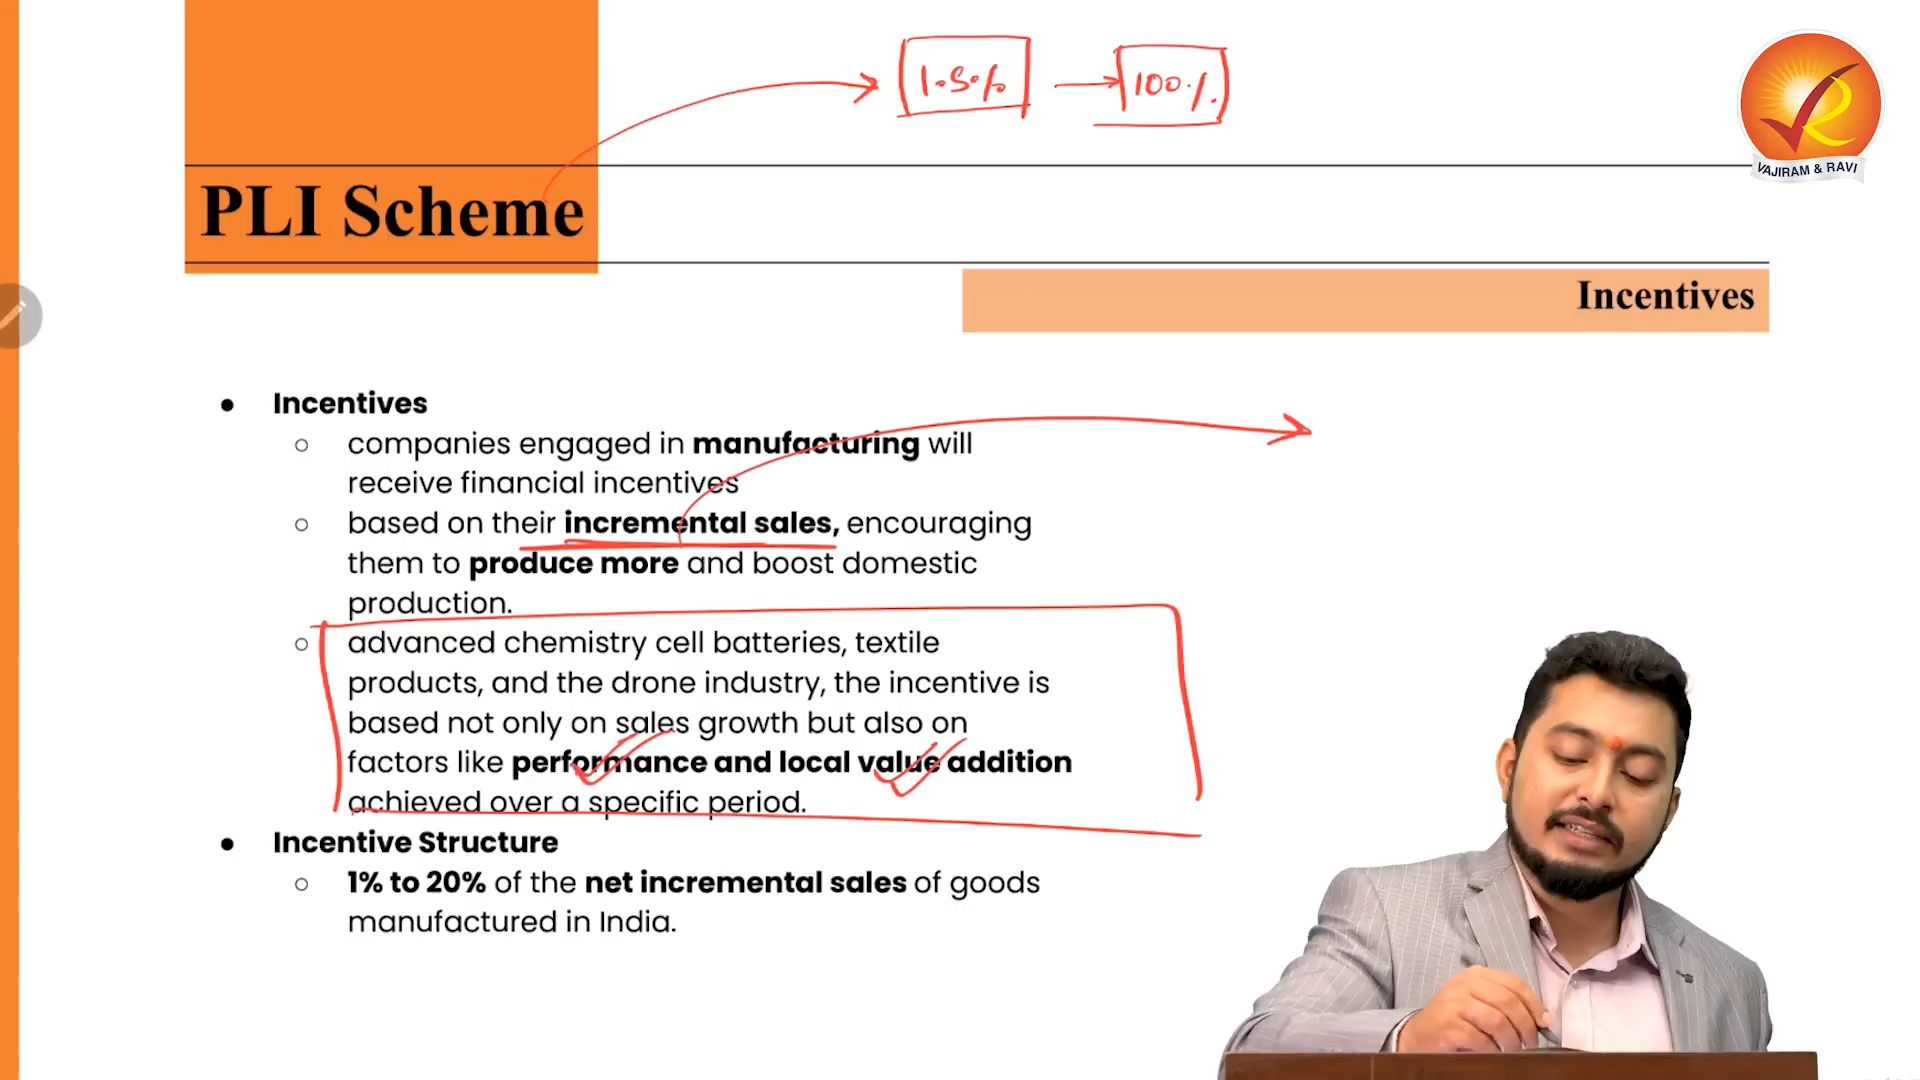 1.5%
100%
VAJIRAM & RAVI
PLI Scheme
Incentives
● Incentives
○ companies engaged in manufacturing will
receive financial incentives
○ based on their incremental sales, encouraging
them to produce more and boost domestic
production.
○ advanced chemistry cell batteries, textile
products, and the drone industry, the incentive is
based not only on sales growth but also on
factors like performance and local value addition
achieved over a specific period.
● Incentive Structure
○ 1% to 20% of the net incremental sales of goods
manufactured in India.